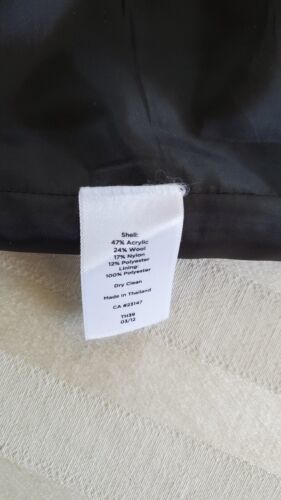 Shell:
47% Acrylic
24% Wool
17% Nylon
12% Polyester
Lining:
100% Polyester
Dry Clean
Made in Thailand
CA #23147
TH39
03/12